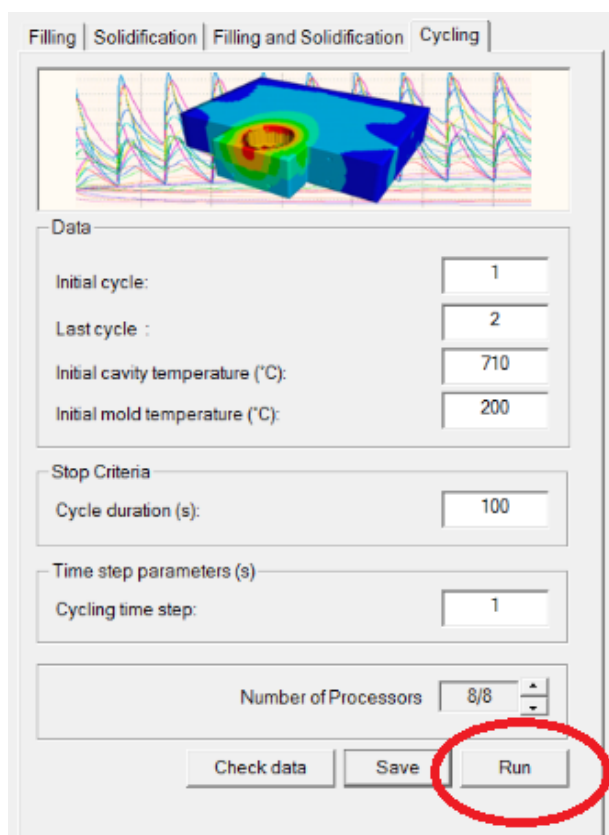 Filling Solidification Filling and Solidification Cycling
Data
Initial cycle: 1
Last cycle : 2
Initial cavity temperature (°C): 710
Initial mold temperature (°C): 200
Stop Criteria
Cycle duration (s): 100
Time step parameters (s)
Cycling time step: 1
Number of Processors 8/8
Check data Save Run